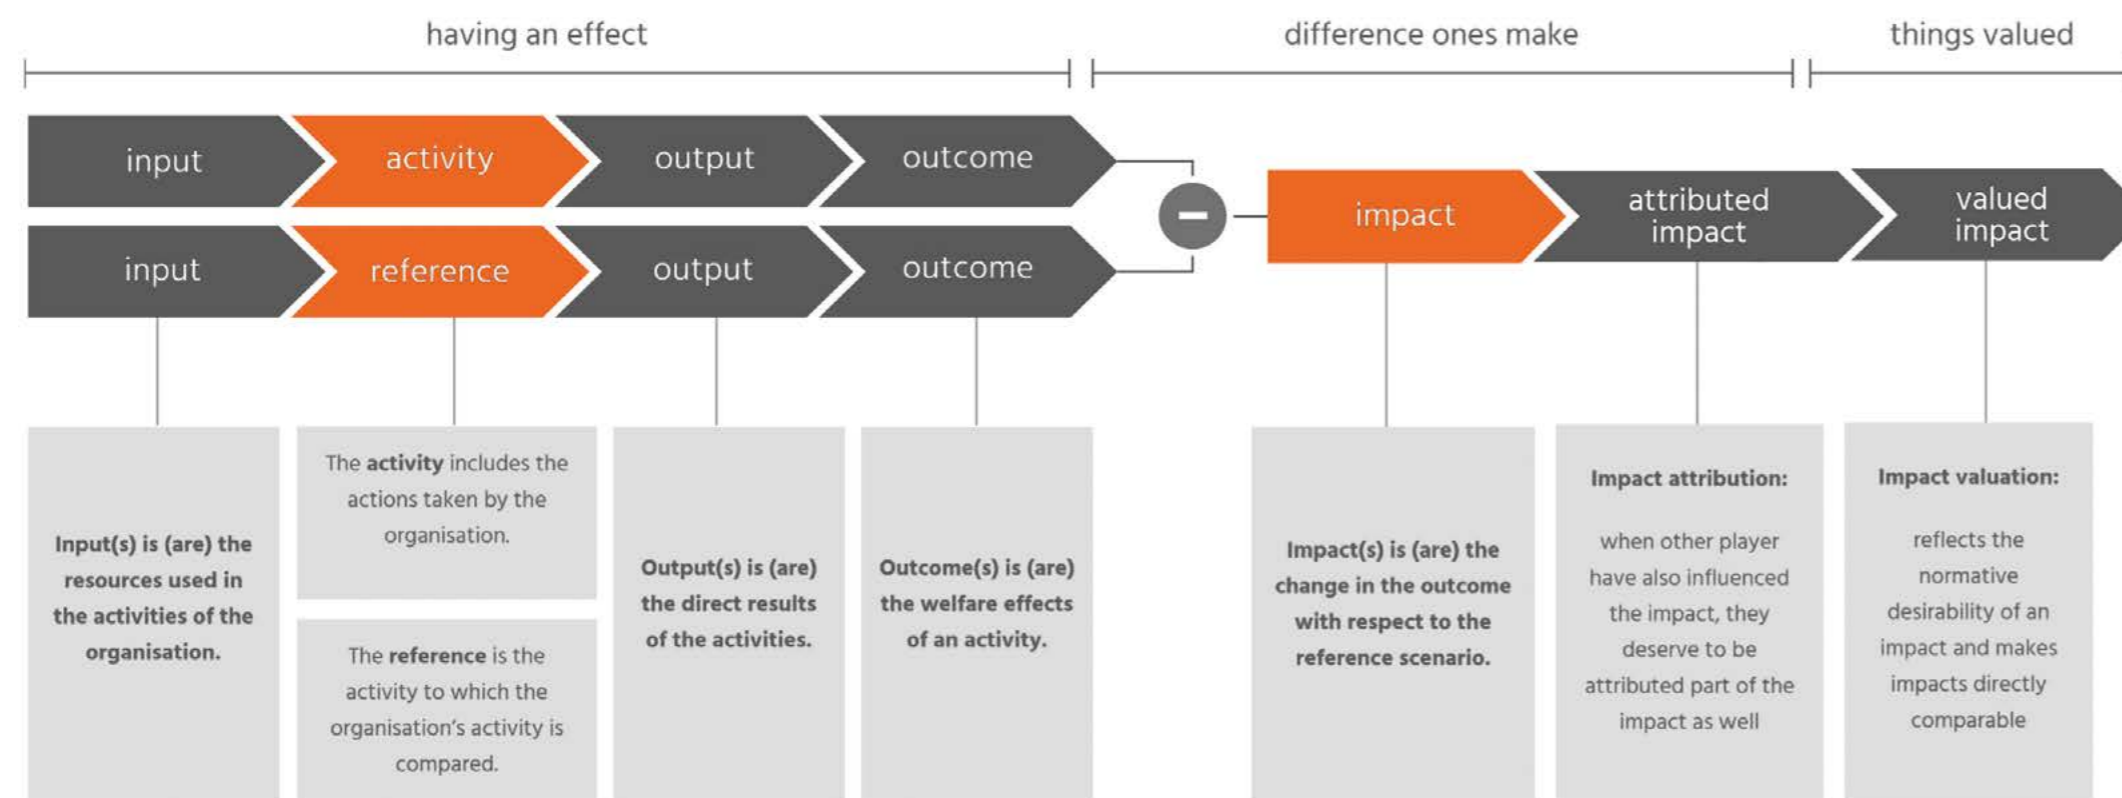 having an effect
difference ones make
things valued
input
activity
output
outcome
input
reference
output
outcome
impact
attributed
impact
valued
impact
Input(s) is (are) the
resources used in
the activities of the
organisation.
The activity includes the
actions taken by the
organisation.
The reference is the
activity to which the
organisation's activity is
compared.
Output(s) is (are)
the direct results
of the activities.
Outcome(s) is (are)
the welfare effects
of an activity.
Impact(s) is (are) the
change in the outcome
with respect to the
reference scenario.
Impact attribution:
when other player
have also influenced
the impact, they
deserve to be
attributed part of the
impact as well
Impact valuation:
reflects the
normative
desirability of an
impact and makes
impacts directly
comparable